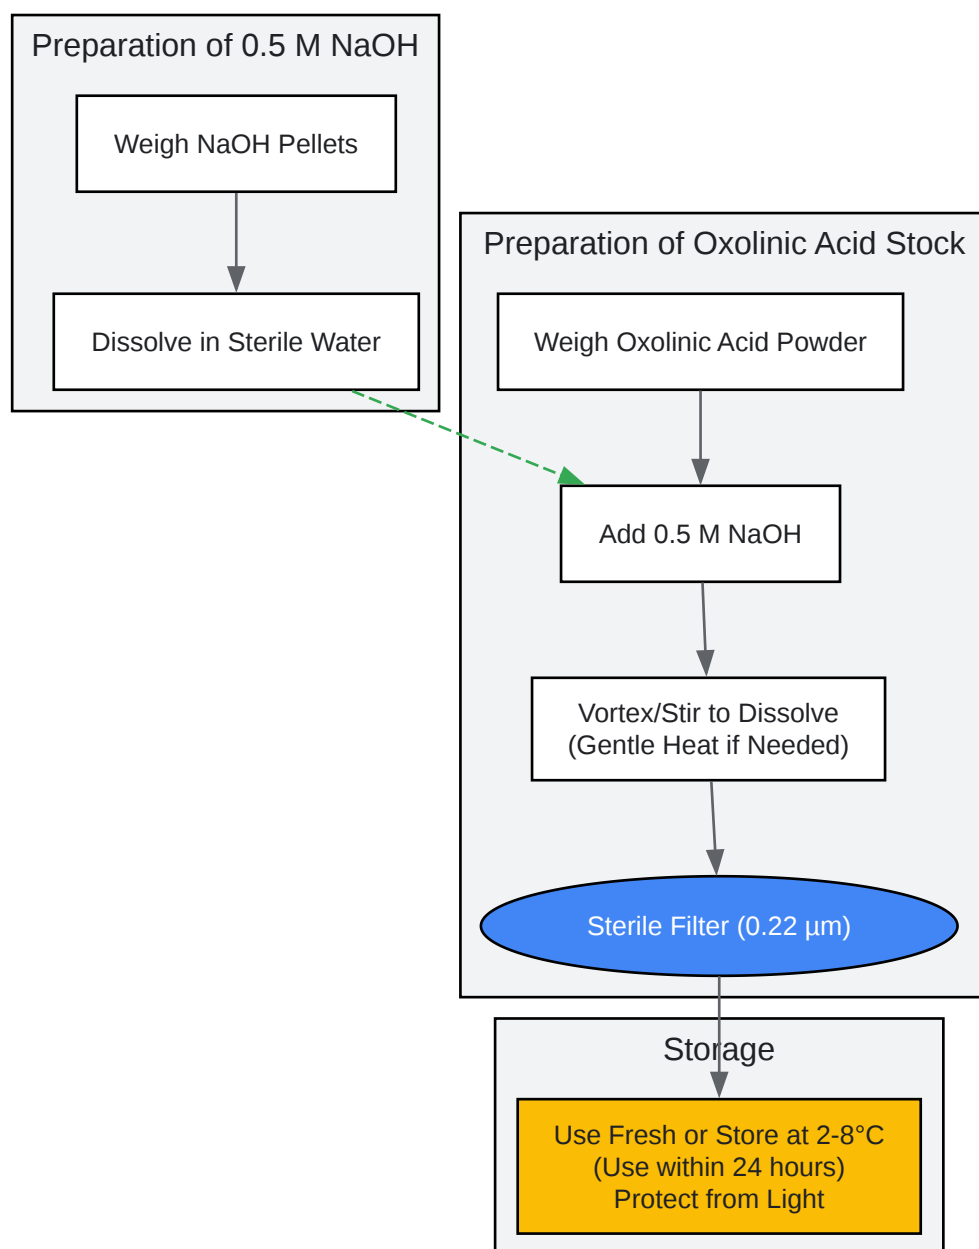 Preparation of 0.5 M NaOH
Weigh NaOH Pellets
Dissolve in Sterile Water
Preparation of Oxolinic Acid Stock
Weigh Oxolinic Acid Powder
Add 0.5 M NaOH
Vortex/Stir to Dissolve
(Gentle Heat if Needed)
Sterile Filter (0.22 µm)
Storage
Use Fresh or Store at 2-8°C
(Use within 24 hours)
Protect from Light